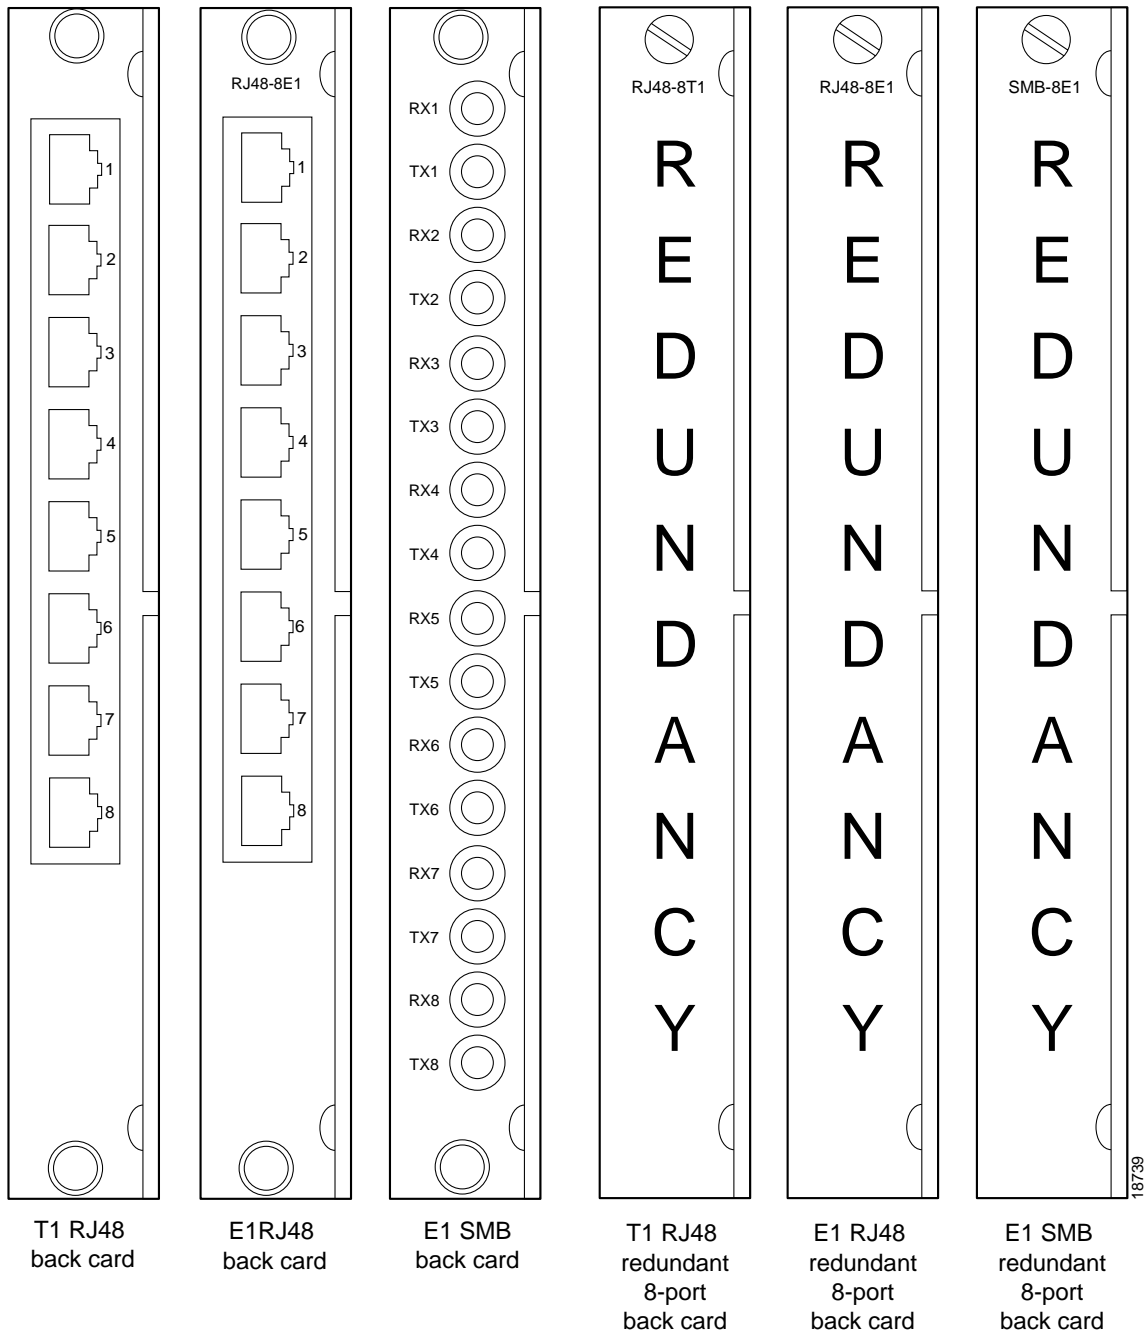 1
2
3
4
5
6
7
8
T1 RJ48
back card
RJ48-8E1
1
2
3
4
5
6
7
8
E1RJ48
back card
RX1
TX1
RX2
TX2
RX3
TX3
RX4
TX4
RX5
TX5
RX6
TX6
RX7
TX7
RX8
TX8
E1 SMB
back card
RJ48-8T1
R
E
D
U
N
D
A
N
C
Y
T1 RJ48
redundant
8-port
back card
RJ48-8E1
R
E
D
U
N
D
A
N
C
Y
E1 RJ48
redundant
8-port
back card
SMB-8E1
R
E
D
U
N
D
A
N
C
Y
E1 SMB
redundant
8-port
back card
18739